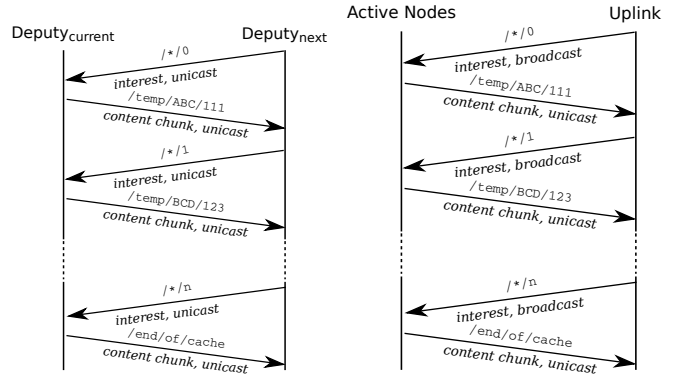 Deputycurrent
Deputynext
/*/0
interest, unicast
/temp/ABC/111
content chunk, unicast
/*/1
interest, unicast
/temp/BCD/123
content chunk, unicast
/*/n
interest, unicast
/end/of/cache
content chunk, unicast
Active Nodes
Uplink
/*/0
interest, broadcast
/temp/ABC/111
content chunk, unicast
/*/1
interest, broadcast
/temp/BCD/123
content chunk, unicast
/*/n
interest, broadcast
/end/of/cache
content chunk, unicast